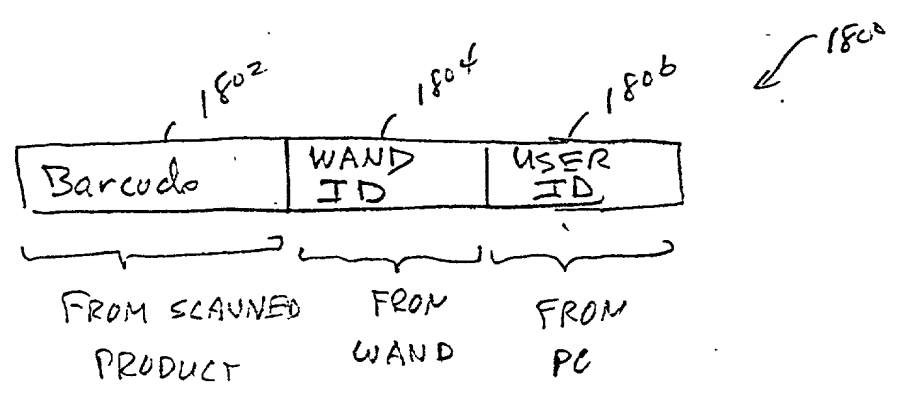 1800
1802
1804
1806
Barcode
WAND
ID
USER
ID
FROM SCANNED
PRODUCT
FROM
WAND
FROM
PC